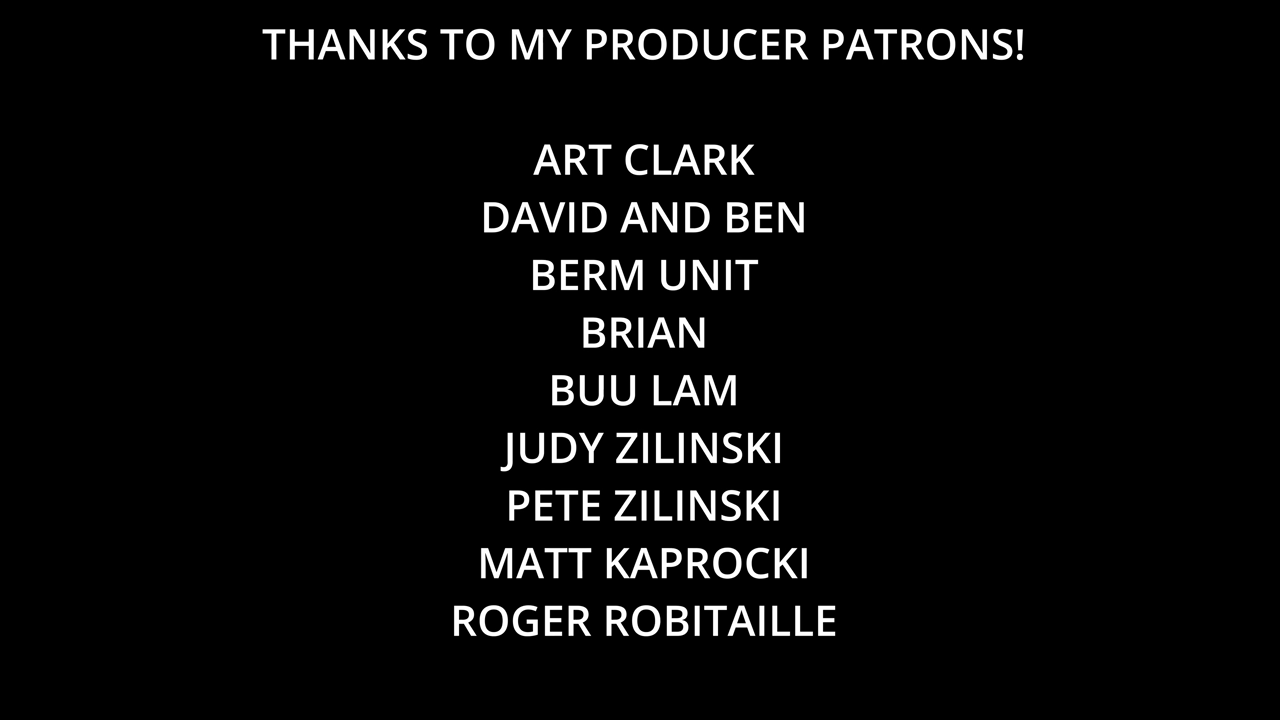 THANKS TO MY PRODUCER PATRONS!
ART CLARK
DAVID AND BEN
BERM UNIT
BRIAN
BUU LAM
JUDY ZILINSKI
PETE ZILINSKI
MATT KAPROCKI
ROGER ROBITAILLE